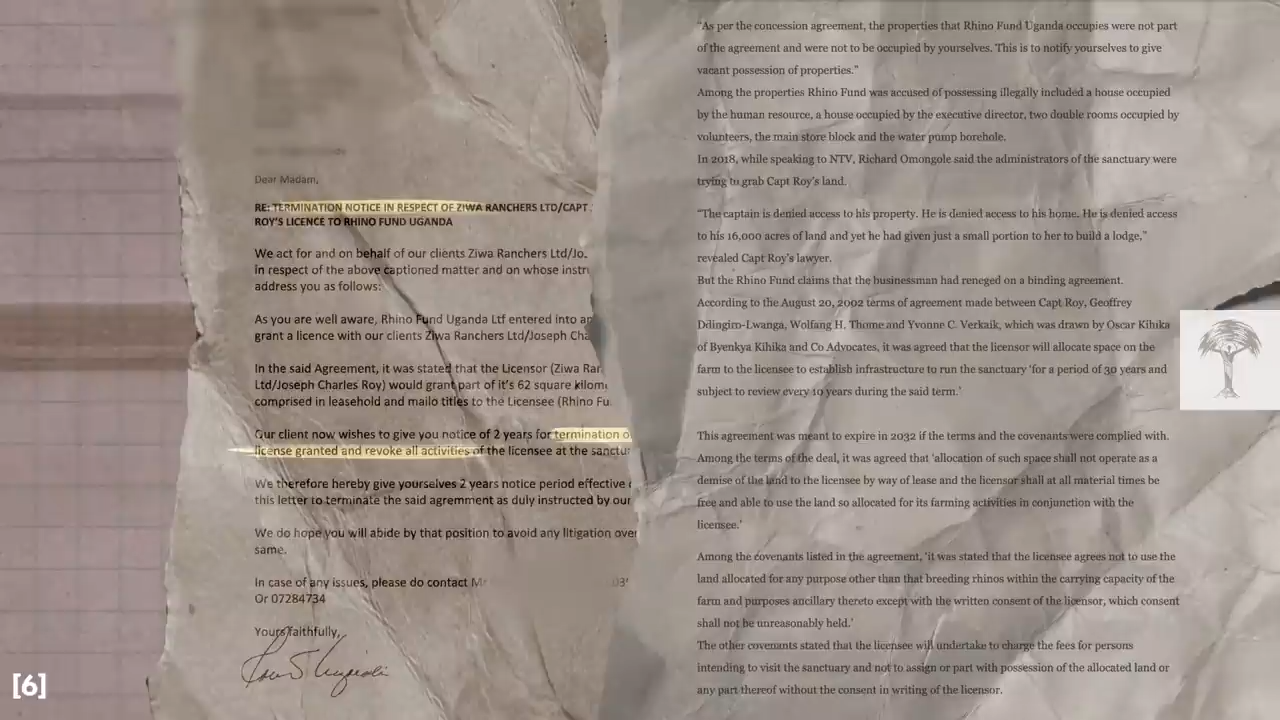 Dear Madam,
RE: TERMINATION NOTICE IN RESPECT OF ZIWA RANCHERS LTD/CAPT
ROY'S LICENCE TO RHINO FUND UGANDA
We act for and on behalf of our clients Ziwa Ranchers Ltd/Jo
in respect of the above captioned matter and on whose instr
address you as follows:
As you are well aware, Rhino Fund Uganda Ltf entered into an
grant a licence with our clients Ziwa Ranchers Ltd/Joseph Cha
In the said Agreement, it was stated that the Licensor (Ziwa Ran
Ltd/Joseph Charles Roy) would grant part of it's 62 square kilom
comprised in leasehold and mailo titles to the Licensee (Rhino Fu
Our client now wishes to give you notice of 2 years for termination o
license granted and revoke all activities of the licensee at the sanctu
We therefore hereby give yourselves 2 years notice period effective
this letter to terminate the said agremment as duly instructed by our
We do hope you will abide by that position to avoid any litigation over
same.
In case of any issues, please do contact
Or 07284734
Yours faithfully,
"As per the concession agreement, the properties that Rhino Fund Uganda occupies were not part
of the agreement and were not to be occupied by yourselves. This is to notify yourselves to give
vacant possession of properties."
Among the properties Rhino Fund was accused of possessing illegally included a house occupied
by the human resource, a house occupied by the executive director, two double rooms occupied by
volunteers, the main store block and the water pump borehole.
In 2018, while speaking to NTV, Richard Omongole said the administrators of the sanctuary were
trying to grab Capt Roy's land.
"The captain is denied access to his property. He is denied access to his home. He is denied access
to his 16,000 acres of land and yet he had given just a small portion to her to build a lodge,"
revealed Capt Roy's lawyer.
But the Rhino Fund claims that the businessman had reneged on a binding agreement.
According to the August 20, 2002 terms of agreement made between Capt Roy, Geoffrey
Ddingiro-Lwanga, Wolfang H. Thome and Yvonne C. Verkaik, which was drawn by Oscar Kihika
of Byenkya Kihika and Co Advocates, it was agreed that the licensor will allocate space on the
farm to the licensee to establish infrastructure to run the sanctuary 'for a period of 30 years and
subject to review every 10 years during the said term.'
This agreement was meant to expire in 2032 if the terms and the covenants were complied with.
Among the terms of the deal, it was agreed that 'allocation of such space shall not operate as a
demise of the land to the licensee by way of lease and the licensor shall at all material times be
free and able to use the land so allocated for its farming activities in conjunction with the
licensee.'
Among the covenants listed in the agreement, 'it was stated that the licensee agrees not to use the
land allocated for any purpose other than that breeding rhinos within the carrying capacity of the
farm and purposes ancillary thereto except with the written consent of the licensor, which consent
shall not be unreasonably held.'
The other covenants stated that the licensee will undertake to charge the fees for persons
intending to visit the sanctuary and not to assign or part with possession of the allocated land or
any part thereof without the consent in writing of the licensor.
[6]